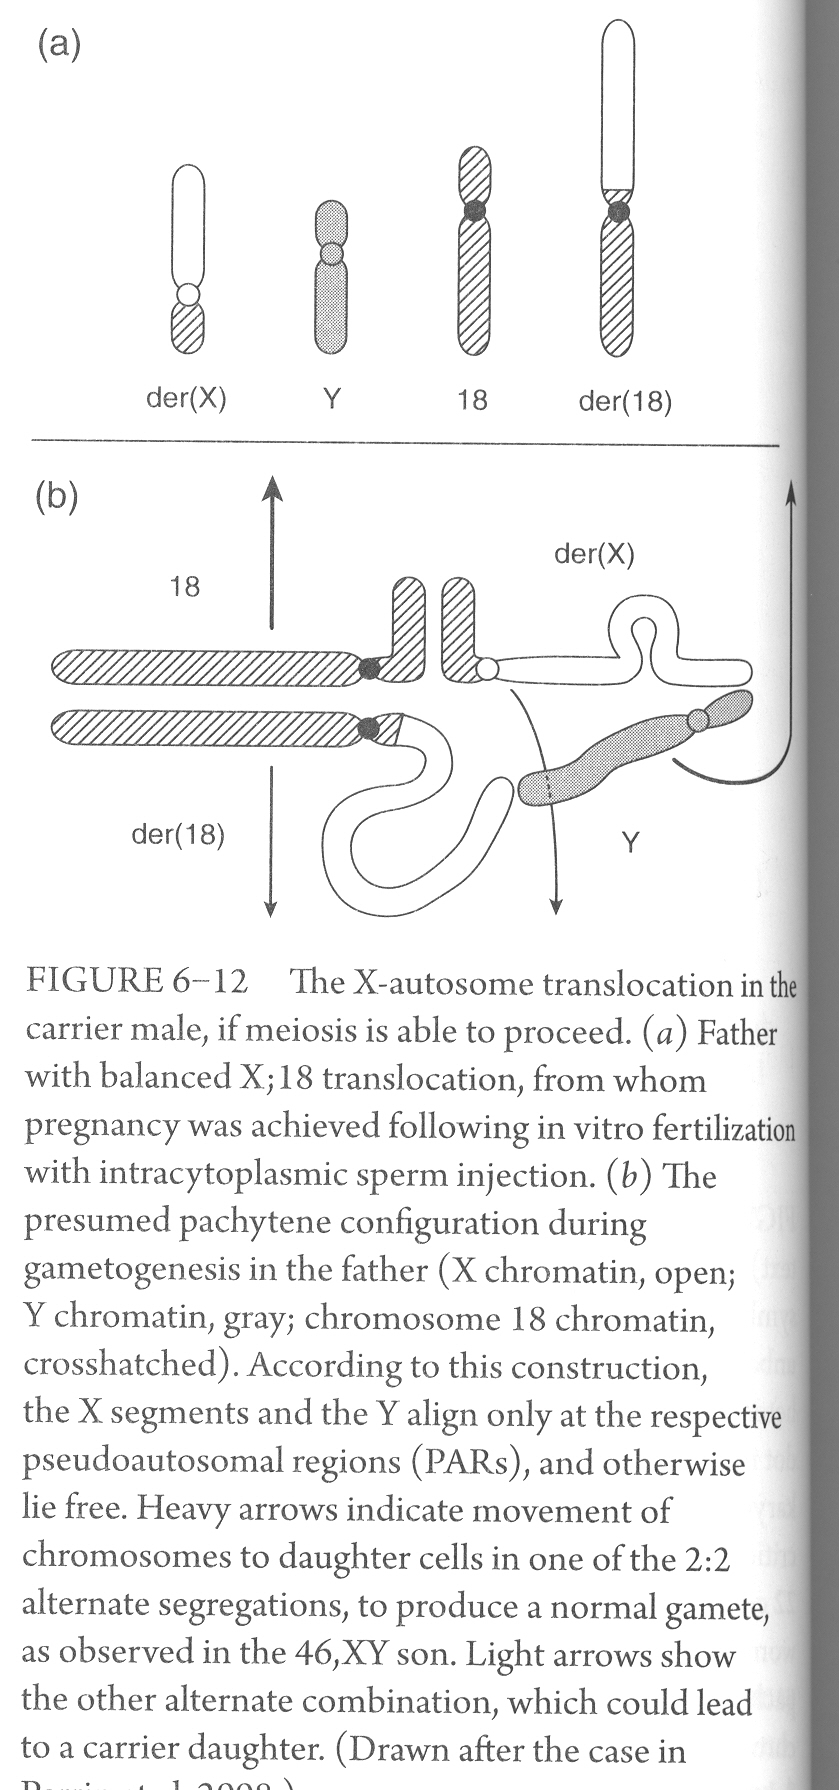 (a)
der(X) Y 18 der(18)
(b)
der(X)
18
der(18)
Y
FIGURE 6–12 The X-autosome translocation in the
carrier male, if meiosis is able to proceed. (a) Father
with balanced X;18 translocation, from whom
pregnancy was achieved following in vitro fertilization
with intracytoplasmic sperm injection. (b) The
presumed pachytene configuration during
gametogenesis in the father (X chromatin, open;
Y chromatin, gray; chromosome 18 chromatin,
crosshatched). According to this construction,
the X segments and the Y align only at the respective
pseudoautosomal regions (PARs), and otherwise
lie free. Heavy arrows indicate movement of
chromosomes to daughter cells in one of the 2:2
alternate segregations, to produce a normal gamete,
as observed in the 46,XY son. Light arrows show
the other alternate combination, which could lead
to a carrier daughter. (Drawn after the case in